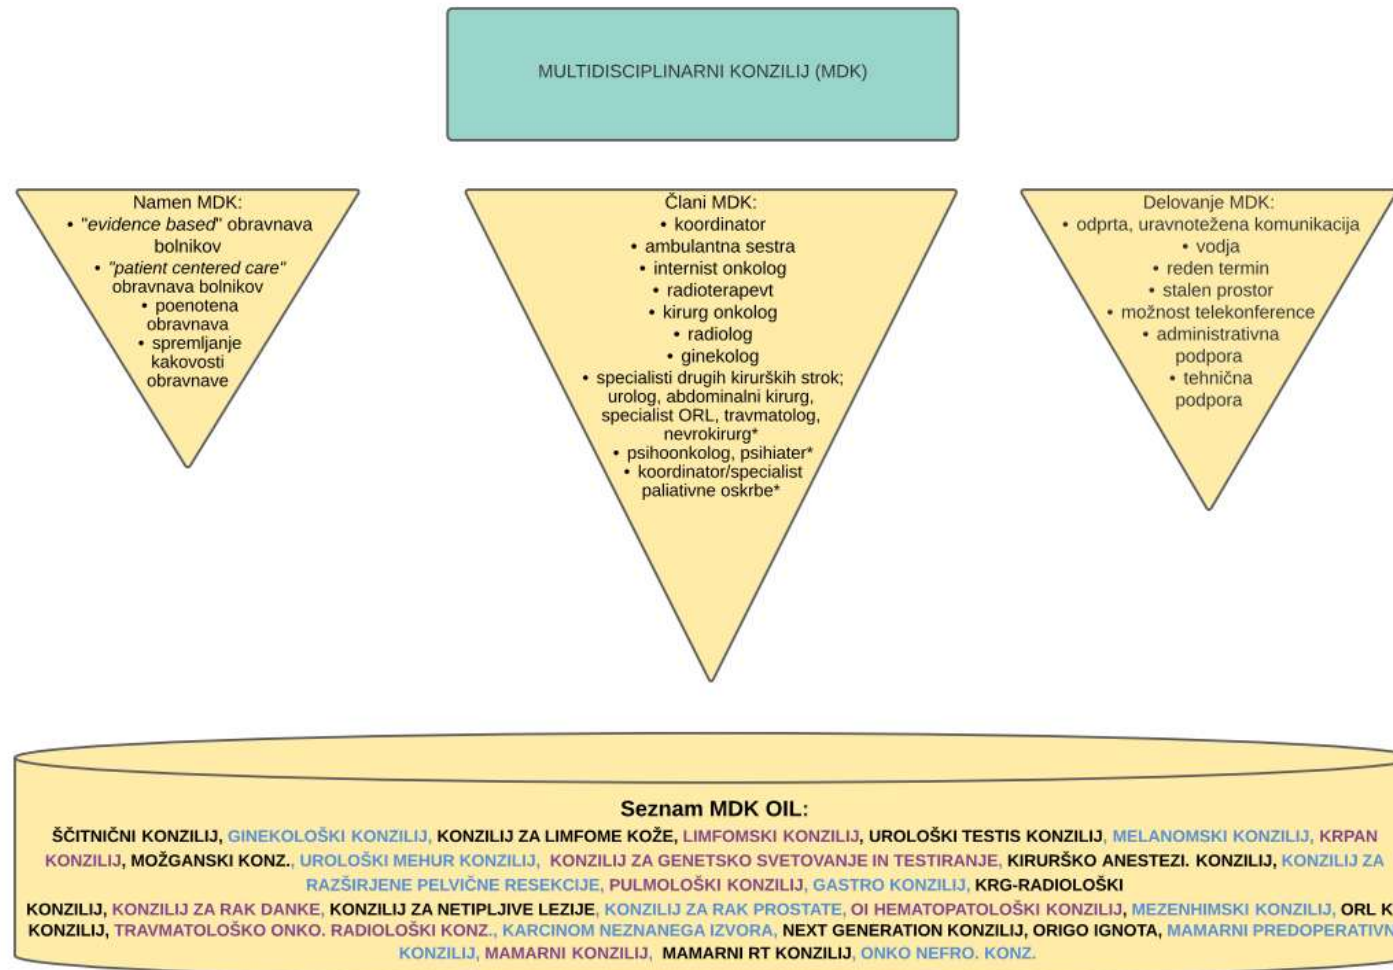 MULTIDISCIPLINARNI KONZILIJ (MDK)
Namen MDK:
• "evidence based" obravnava
bolnikov
• "patient centered care"
obravnava bolnikov
• poenotena
obravnava
• spremljanje
kakovosti
obravnave
Člani MDK:
• koordinator
• ambulantna sestra
• internist onkolog
• radioterapevt
• kirurg onkolog
• radiolog
• ginekolog
• specialisti drugih kirurških strok;
urolog, abdominalni kirurg,
specialist ORL, travmatolog,
nevrokirurg*
• psihoonkolog, psihiater*
• koordinator/specialist
paliativne oskrbe*
Delovanje MDK:
• odprta, uravnotežena komunikacija
• vodja
• reden termin
• stalen prostor
• možnost telekonference
• administrativna
podpora
• tehnična
podpora
Seznam MDK OIL:
ŠČITNIČNI KONZILIJ, GINEKOLOŠKI KONZILIJ, KONZILIJ ZA LIMFOME KOŽE, LIMFOMSKI KONZILIJ, UROLOŠKI TESTIS KONZILIJ, MELANOMSKI KONZILIJ, KRPAN
KONZILIJ, MOŽGANSKI KONZ., UROLOŠKI MEHUR KONZILIJ, KONZILIJ ZA GENETSKO SVETOVANJE IN TESTIRANJE, KIRURŠKO ANESTEZI. KONZILIJ, KONZILIJ ZA
RAZŠIRJENE PELVIČNE RESEKCIJE, PULMOLOŠKI KONZILIJ, GASTRO KONZILIJ, KRG-RADIOLOŠKI
KONZILIJ, KONZILIJ ZA RAK DANKE, KONZILIJ ZA NETIPLJIVE LEZIJE, KONZILIJ ZA RAK PROSTATE, OI HEMATOPATOLOŠKI KONZILIJ, MEZENHIMSKI KONZILIJ, ORL
KONZILIJ, TRAVMATOLOŠKO ONKO. RADIOLOŠKI KONZ., KARCINOM NEZNANEGA IZVORA, NEXT GENERATION KONZILIJ, ORIGO IGNOTA, MAMARNI
KONZILIJ, MAMARNI KONZILIJ, MAMARNI RT KONZILIJ, ONKO NEFRO. KONZ.